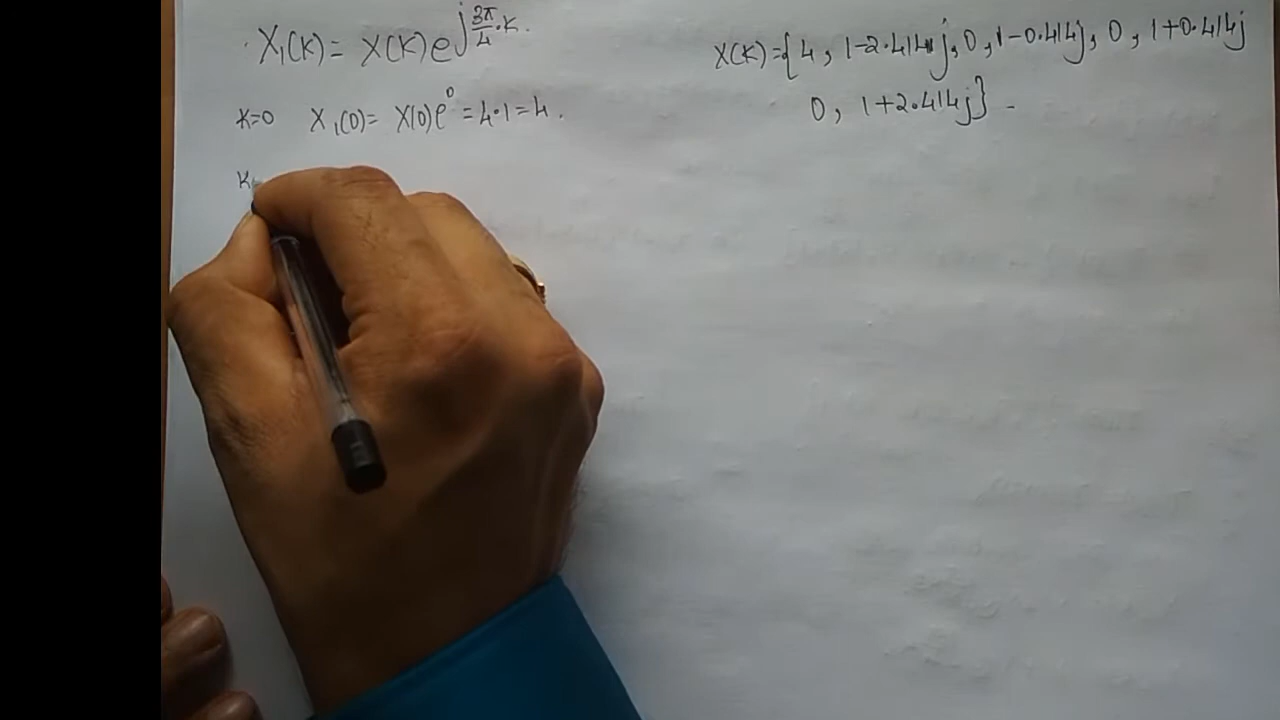 X₁(K) = X(K) e^{j 3π/4 · K}.
X(K) = {4, 1-2.414j, 0, 1-0.414j, 0, 1+0.414j
0, 1+2.414j} -
K=0 X₁(0) = X(0)e⁰ = 4·1 = 4.
K